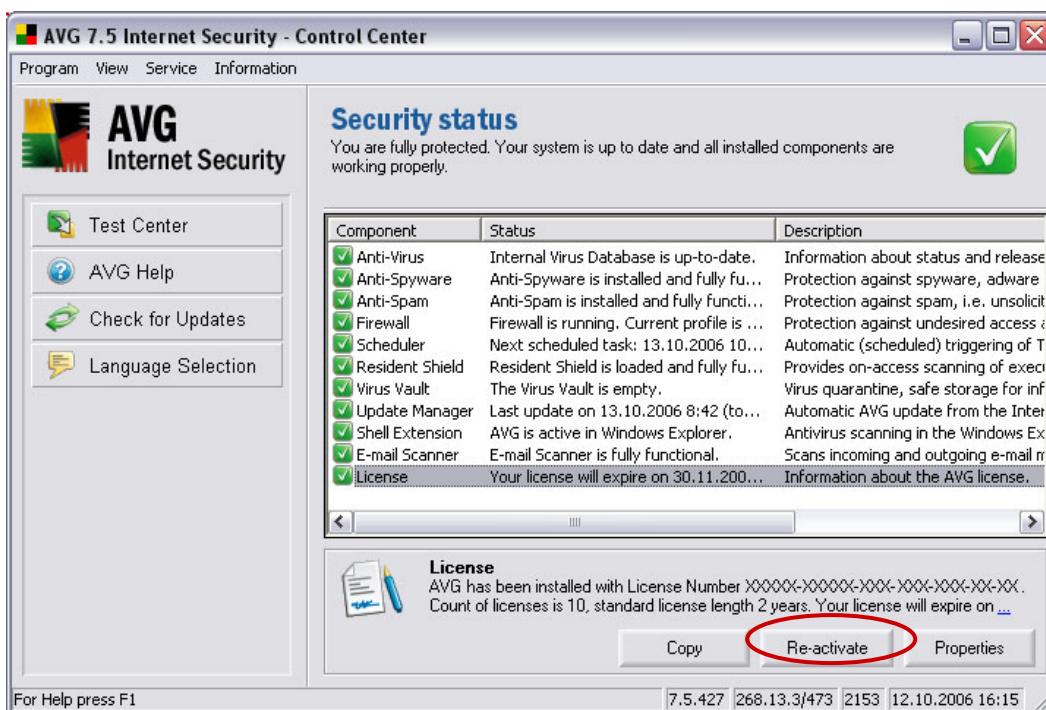 AVG 7.5 Internet Security - Control Center
Program View Service Information
AVG
Internet Security
Test Center
AVG Help
Check for Updates
Language Selection
Security status
You are fully protected. Your system is up to date and all installed components are
working properly.
Component Status Description
Anti-Virus Internal Virus Database is up-to-date. Information about status and release
Anti-Spyware Anti-Spyware is installed and fully fu... Protection against spyware, adware
Anti-Spam Anti-Spam is installed and fully functi... Protection against spam, i.e. unsolicit
Firewall Firewall is running. Current profile is ... Protection against undesired access a
Scheduler Next scheduled task: 13.10.2006 10... Automatic (scheduled) triggering of T
Resident Shield Resident Shield is loaded and fully fu... Provides on-access scanning of execu
Virus Vault The Virus Vault is empty. Virus quarantine, safe storage for inf
Update Manager Last update on 13.10.2006 8:42 (to... Automatic AVG update from the Inter
Shell Extension AVG is active in Windows Explorer. Antivirus scanning in the Windows Ex
E-mail Scanner E-mail Scanner is fully functional. Scans incoming and outgoing e-mail m
License Your license will expire on 30.11.200... Information about the AVG license.
License
AVG has been installed with License Number XXXXX-XXXXX-XXX-XXX-XXX-XX-XX.
Count of licenses is 10, standard license length 2 years. Your license will expire on ...
Copy Re-activate Properties
For Help press F1 7.5.427 268.13.3/473 2153 12.10.2006 16:15